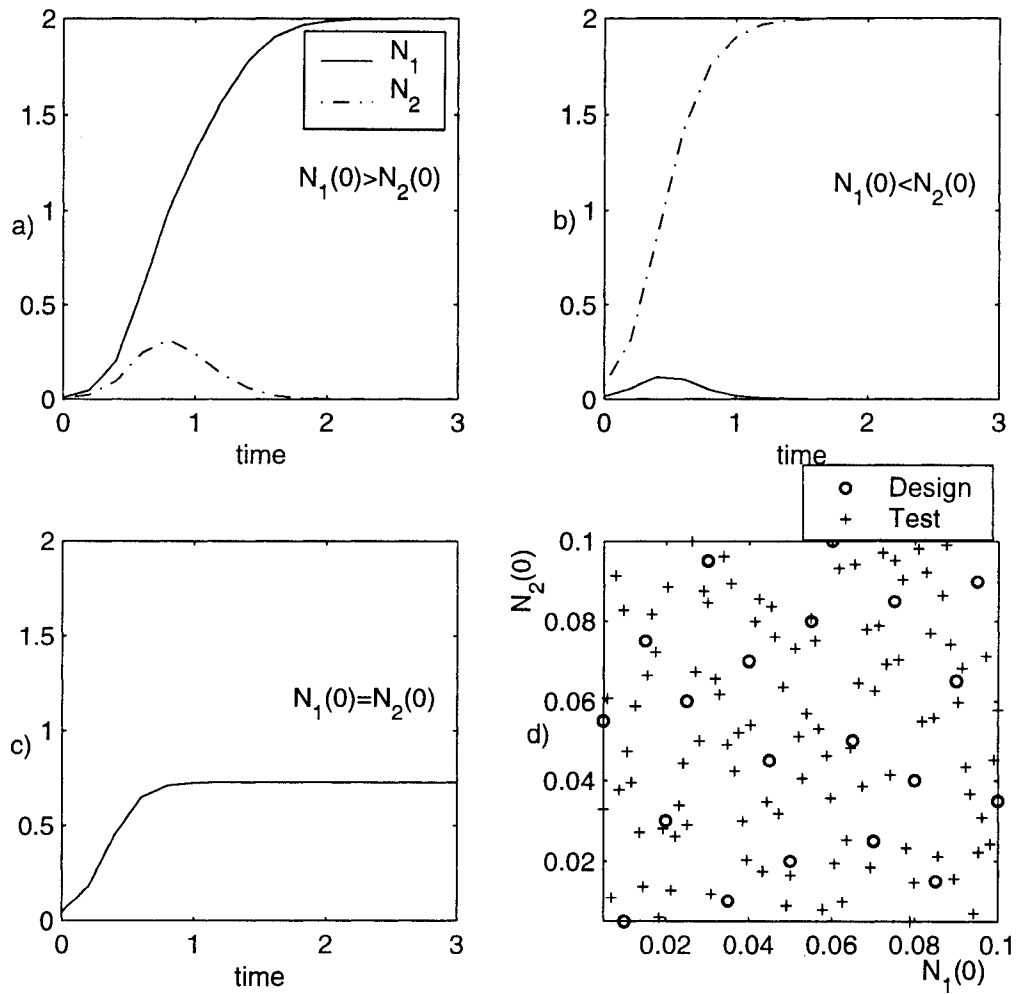 2
1.5
1
0.5
0
a)
N₁
N₂
N₁(0)>N₂(0)
0 1 2 3
time
2
1.5
1
0.5
0
b)
N₁(0)<N₂(0)
0 1 2 3
time
2
1.5
1
0.5
0
c)
N₁(0)=N₂(0)
0 1 2 3
time
Design
Test
N₂(0)
0.1
0.08
0.06
d)
0.04
0.02
0.02 0.04 0.06 0.08 0.1
N₁(0)